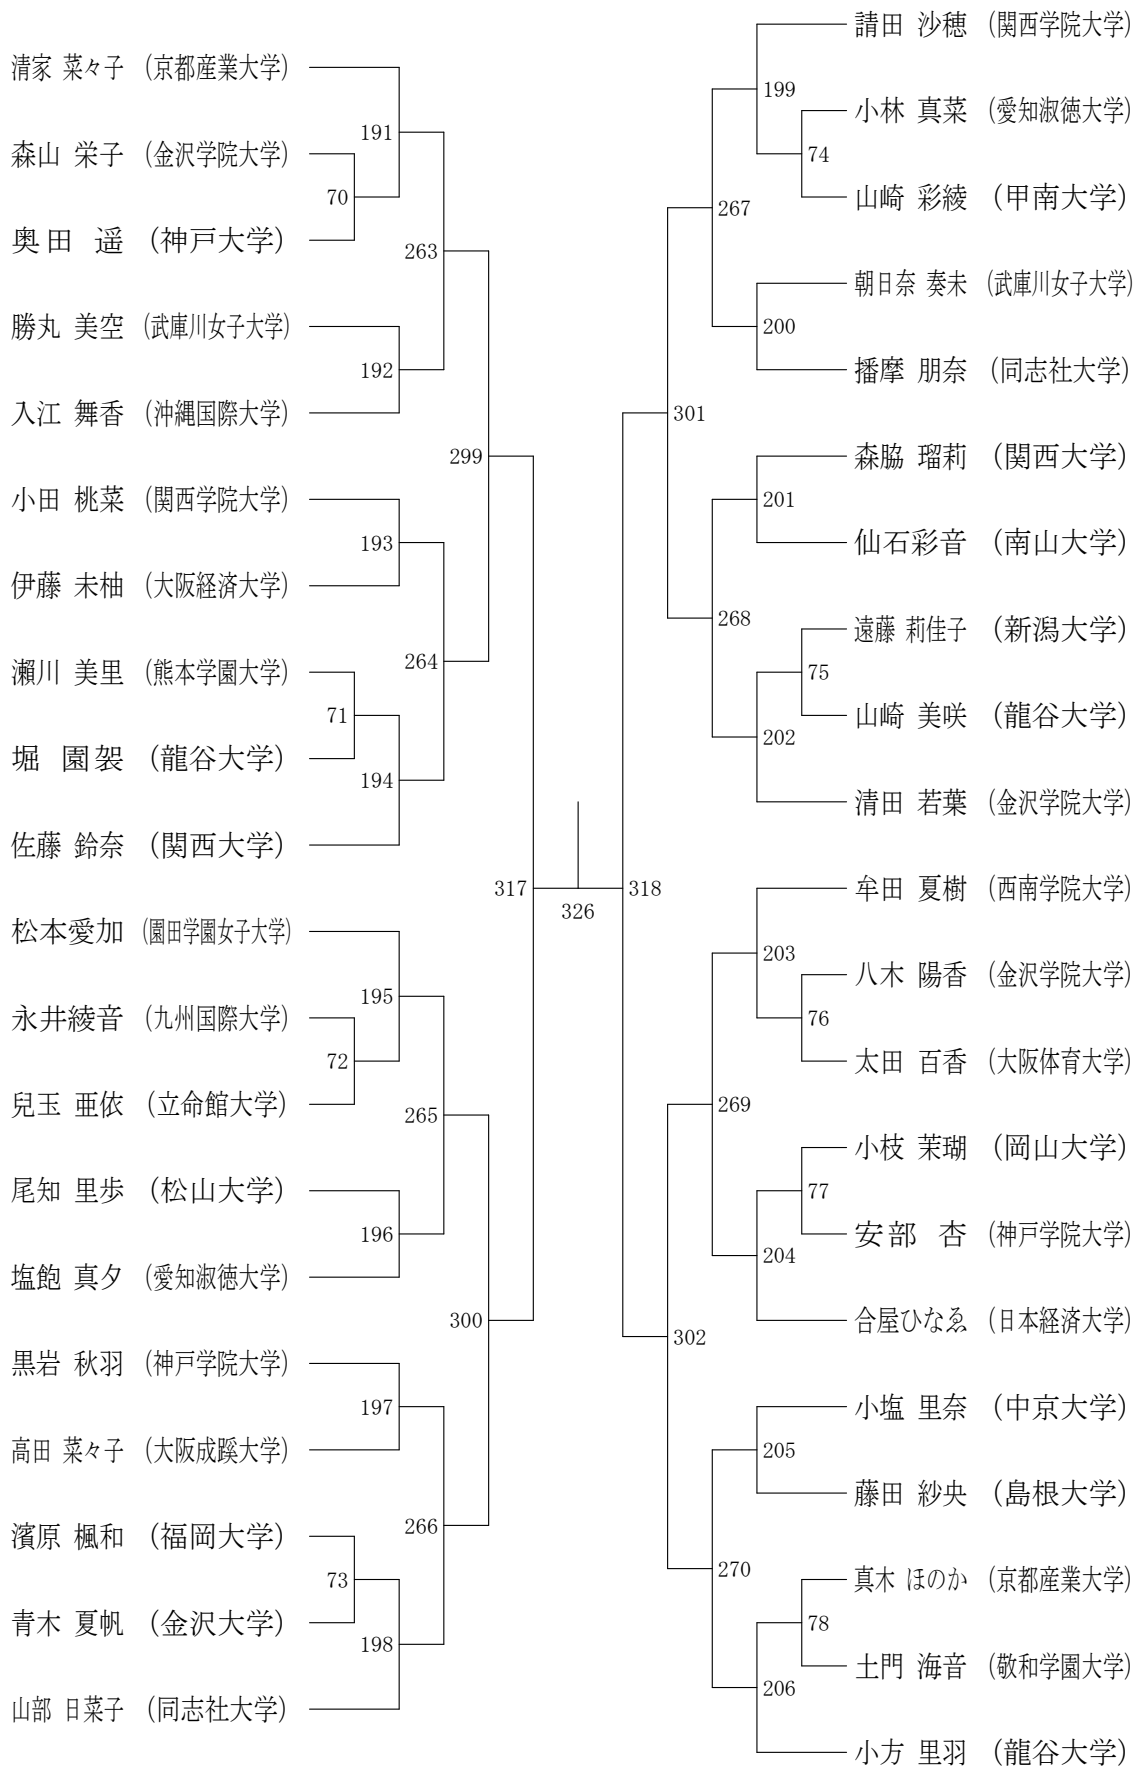 清家 菜々子 (京都産業大学)
191
森山 栄子 (金沢学院大学)
70
奥田 遥 (神戸大学)
263
勝丸 美空 (武庫川女子大学)
192
入江 舞香 (沖縄国際大学)
299
小田 桃菜 (関西学院大学)
193
伊藤 未柚 (大阪経済大学)
264
瀬川 美里 (熊本学園大学)
71
堀 園袈 (龍谷大学)
194
佐藤 鈴奈 (関西大学)
317
松本愛加 (園田学園女子大学)
195
永井綾音 (九州国際大学)
72
兒玉 亜依 (立命館大学)
265
尾知 里歩 (松山大学)
196
塩飽 真夕 (愛知淑徳大学)
300
黒岩 秋羽 (神戸学院大学)
197
高田 菜々子 (大阪成蹊大学)
266
濱原 楓和 (福岡大学)
73
青木 夏帆 (金沢大学)
198
山部 日菜子 (同志社大学)
326
請田 沙穂 (関西学院大学)
199
小林 真菜 (愛知淑徳大学)
74
山崎 彩綾 (甲南大学)
267
朝日奈 奏未 (武庫川女子大学)
200
播摩 朋奈 (同志社大学)
301
森脇 瑠莉 (関西大学)
201
仙石彩音 (南山大学)
268
遠藤 莉佳子 (新潟大学)
75
山崎 美咲 (龍谷大学)
202
清田 若葉 (金沢学院大学)
318
牟田 夏樹 (西南学院大学)
203
八木 陽香 (金沢学院大学)
76
太田 百香 (大阪体育大学)
269
小枝 茉瑚 (岡山大学)
77
安部 杏 (神戸学院大学)
204
合屋ひなゑ (日本経済大学)
302
小塩 里奈 (中京大学)
205
藤田 紗央 (島根大学)
270
真木 ほのか (京都産業大学)
78
土門 海音 (敬和学園大学)
206
小方 里羽 (龍谷大学)